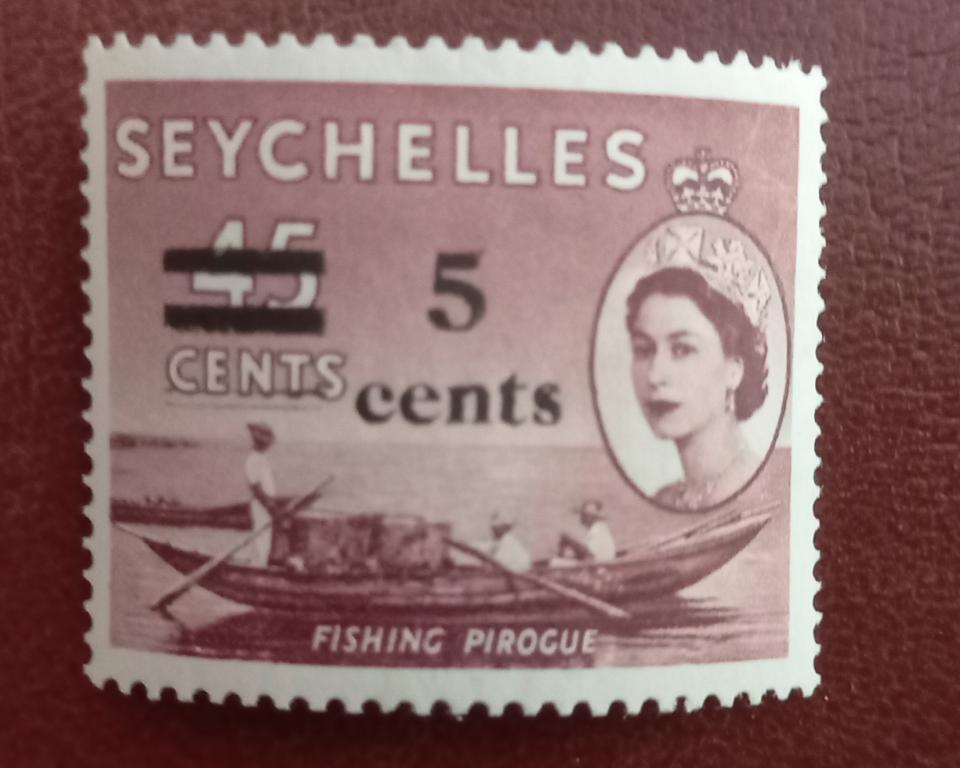 SEYCHELLES
45 5
CENTS cents
FISHING PIROGUE